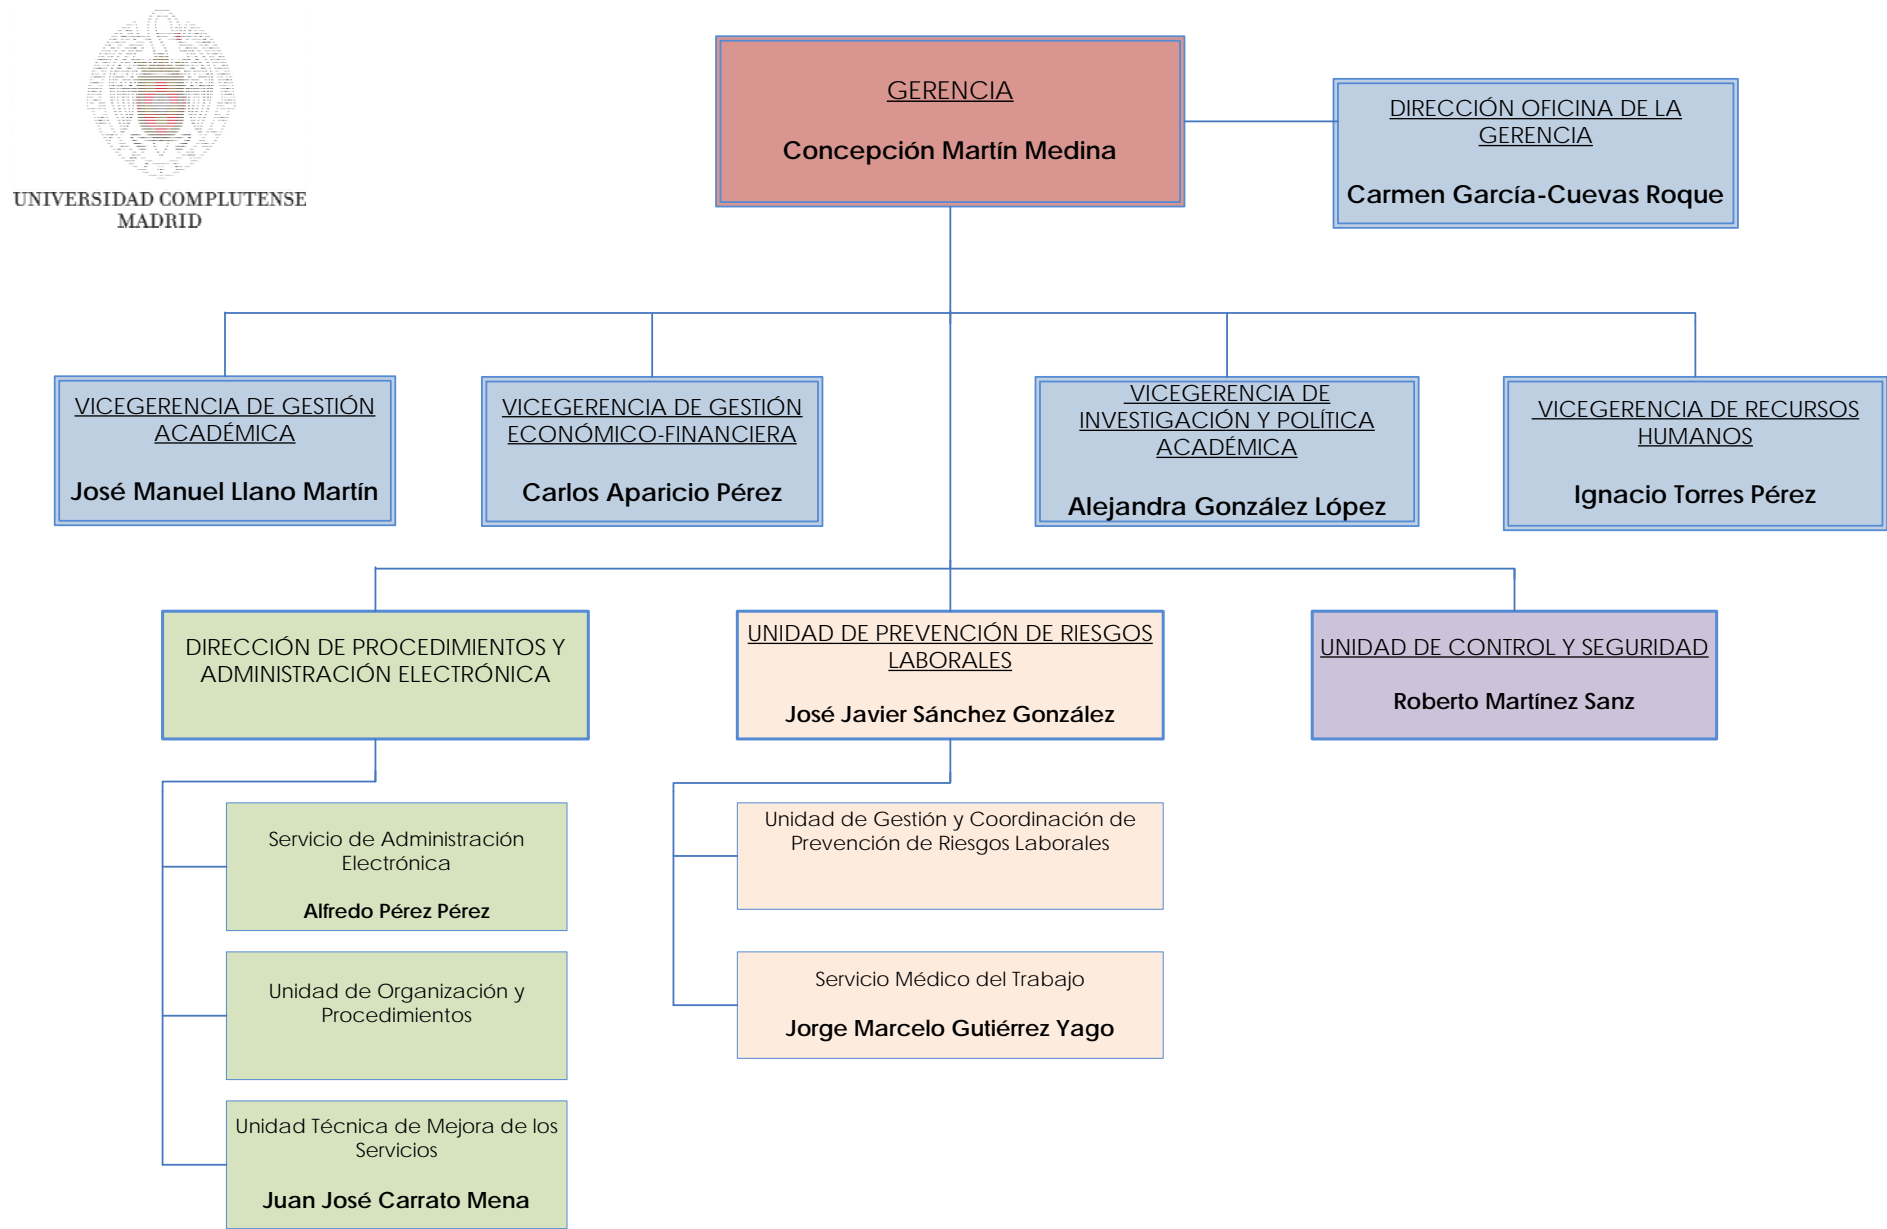 UNIVERSIDAD COMPLUTENSE
MADRID
GERENCIA
Concepción Martín Medina
DIRECCIÓN OFICINA DE LA
GERENCIA
Carmen García-Cuevas Roque
VICEGERENCIA DE GESTIÓN
ACADÉMICA
José Manuel Llano Martín
VICEGERENCIA DE GESTIÓN
ECONÓMICO-FINANCIERA
Carlos Aparicio Pérez
VICEGERENCIA DE
INVESTIGACIÓN Y POLÍTICA
ACADÉMICA
Alejandra González López
VICEGERENCIA DE RECURSOS
HUMANOS
Ignacio Torres Pérez
DIRECCIÓN DE PROCEDIMIENTOS Y
ADMINISTRACIÓN ELECTRÓNICA
UNIDAD DE PREVENCIÓN DE RIESGOS
LABORALES
José Javier Sánchez González
UNIDAD DE CONTROL Y SEGURIDAD
Roberto Martínez Sanz
Servicio de Administración
Electrónica
Alfredo Pérez Pérez
Unidad de Organización y
Procedimientos
Unidad Técnica de Mejora de los
Servicios
Juan José Carrato Mena
Unidad de Gestión y Coordinación de
Prevención de Riesgos Laborales
Servicio Médico del Trabajo
Jorge Marcelo Gutiérrez Yago